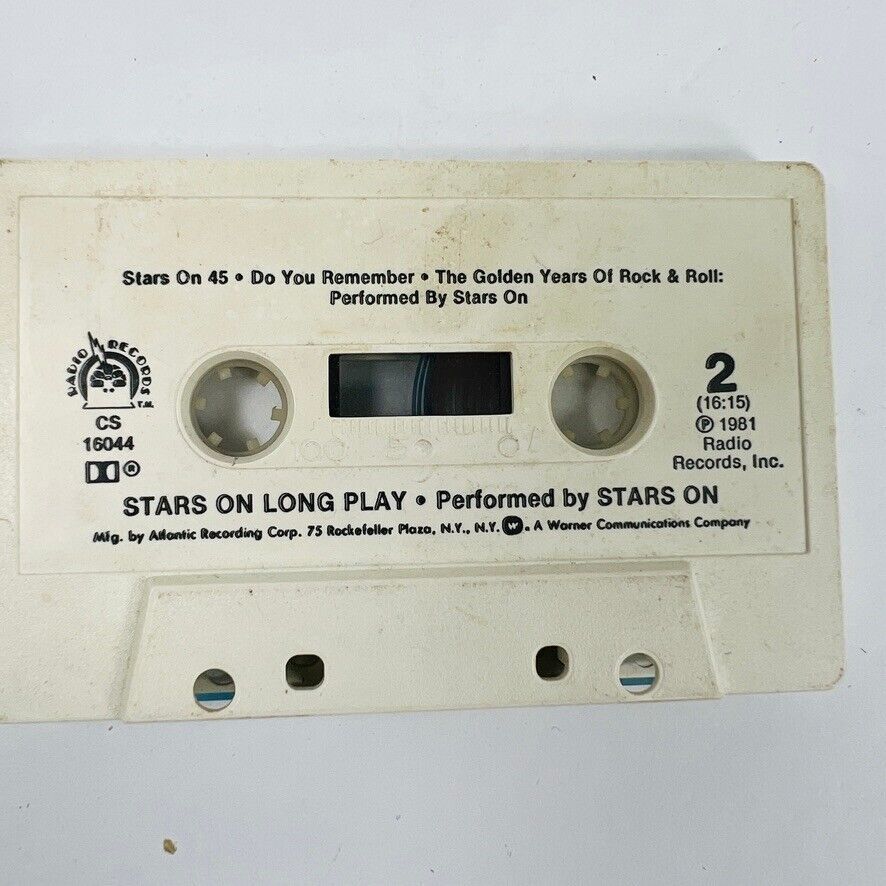 Stars On 45 • Do You Remember • The Golden Years Of Rock & Roll:
Performed By Stars On
RADIO RECORDS T.M.
CS
16044
®
2
(16:15)
℗ 1981
Radio
Records, Inc.
100 50 0
STARS ON LONG PLAY • Performed by STARS ON
Mfg. by Atlantic Recording Corp. 75 Rockefeller Plaza, N.Y., N.Y. W. A Warner Communications Company